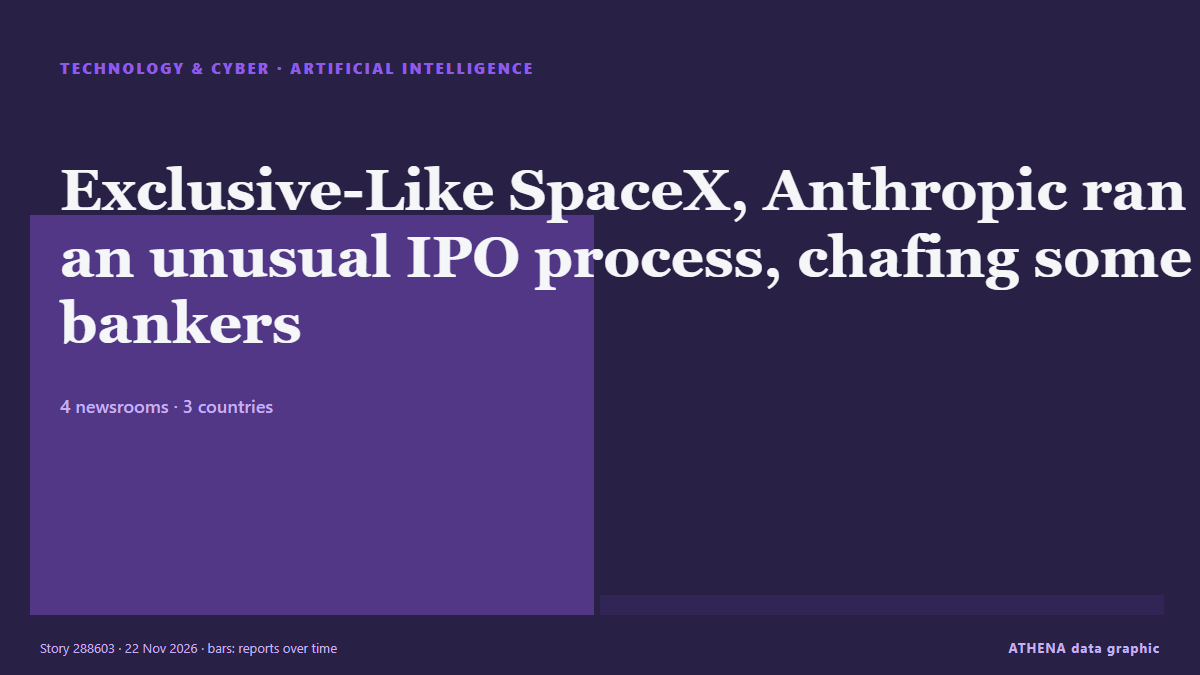 TECHNOLOGY & CYBER · ARTIFICIAL INTELLIGENCE
Exclusive-Like SpaceX, Anthropic ran
an unusual IPO process, chafing some
bankers
4 newsrooms · 3 countries
Story 288603 · 22 Nov 2026 · bars: reports over time
ATHENA data graphic